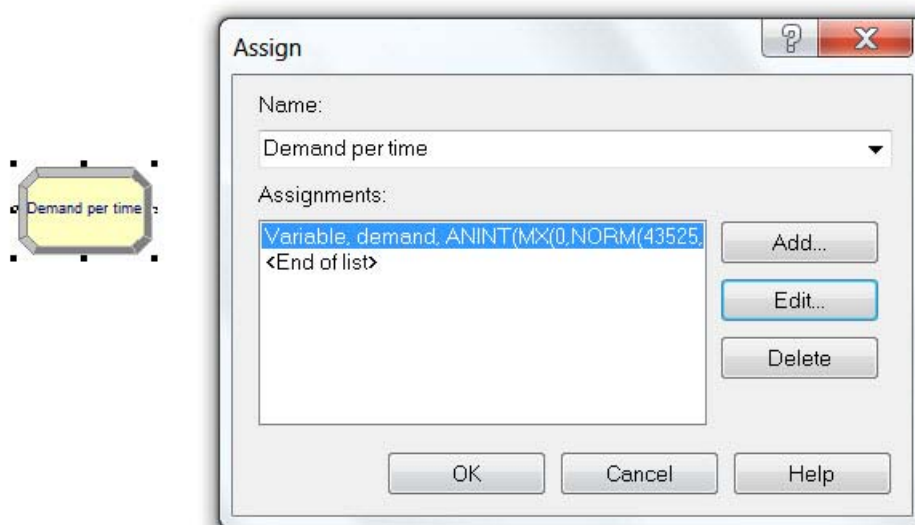 Assign
Name:
Demand per time
Assignments:
Variable, demand, ANINT(MX(0,NORM(43525,
<End of list>
Add...
Edit...
Delete
OK
Cancel
Help
Demand per time